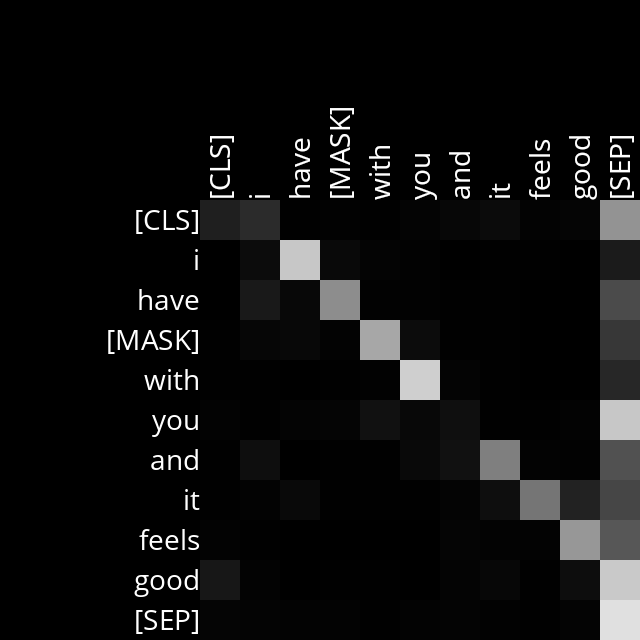 [CLS] i have [MASK] with you and it feels good [SEP]
[CLS]
i
have
[MASK]
with
you
and
it
feels
good
[SEP]